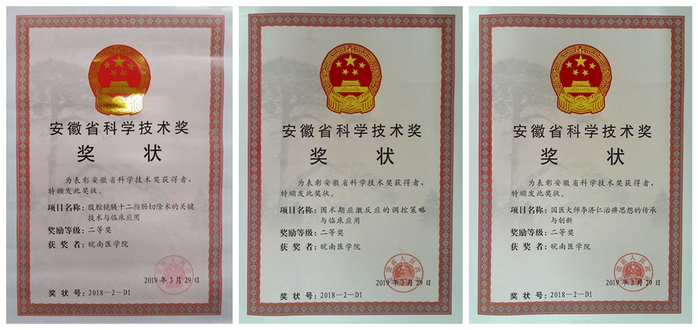 安徽省科学技术奖
奖 状
为表彰安徽省科学技术奖获得者，
特颁发此奖状。
项目名称：腹腔镜胰十二指肠切除术的关键
技术与临床应用
奖励等级：二等奖
获 奖 者：皖南医学院
2019年3月29日
奖 状 号：2018-2-D1
安徽省科学技术奖
奖 状
为表彰安徽省科学技术奖获得者，
特颁发此奖状。
项目名称：围术期应激反应的调控策略
与临床应用
奖励等级：二等奖
获 奖 者：皖南医学院
2019年3月29日
奖 状 号：2018-2-D1
安徽省科学技术奖
奖 状
为表彰安徽省科学技术奖获得者，
特颁发此奖状。
项目名称：国医大师李济仁治痹思想的传承
与创新
奖励等级：二等奖
获 奖 者：皖南医学院
2019年3月29日
奖 状 号：2018-2-D1